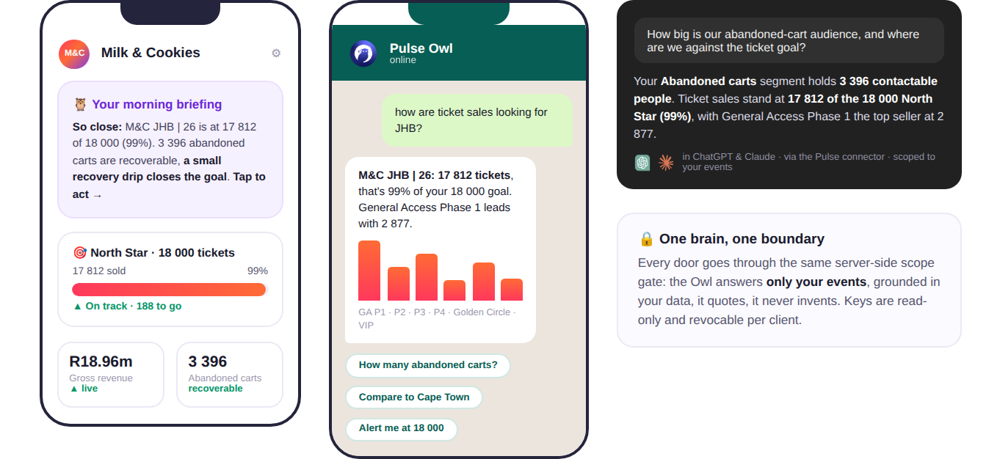 M&C
Milk & Cookies
⚙
🦉 Your morning briefing
So close: M&C JHB | 26 is at 17 812
of 18 000 (99%). 3 396 abandoned
carts are recoverable, a small
recovery drip closes the goal. Tap to
act →
🎯 North Star · 18 000 tickets
17 812 sold 99%
▲ On track · 188 to go
R18.96m
Gross revenue
▲ live
3 396
Abandoned carts
recoverable
Pulse Owl
online
how are ticket sales looking for
JHB?
M&C JHB | 26: 17 812 tickets,
that's 99% of your 18 000 goal.
General Access Phase 1 leads
with 2 877.
GA P1 · P2 · P3 · P4 · Golden Circle ·
VIP
How many abandoned carts?
Compare to Cape Town
Alert me at 18 000
How big is our abandoned-cart audience, and where
are we against the ticket goal?
Your Abandoned carts segment holds 3 396 contactable
people. Ticket sales stand at 17 812 of the 18 000 North
Star (99%), with General Access Phase 1 the top seller at 2
877.
in ChatGPT & Claude · via the Pulse connector · scoped to
your events
🔒 One brain, one boundary
Every door goes through the same server-side scope
gate: the Owl answers only your events, grounded in
your data, it quotes, it never invents. Keys are read-
only and revocable per client.